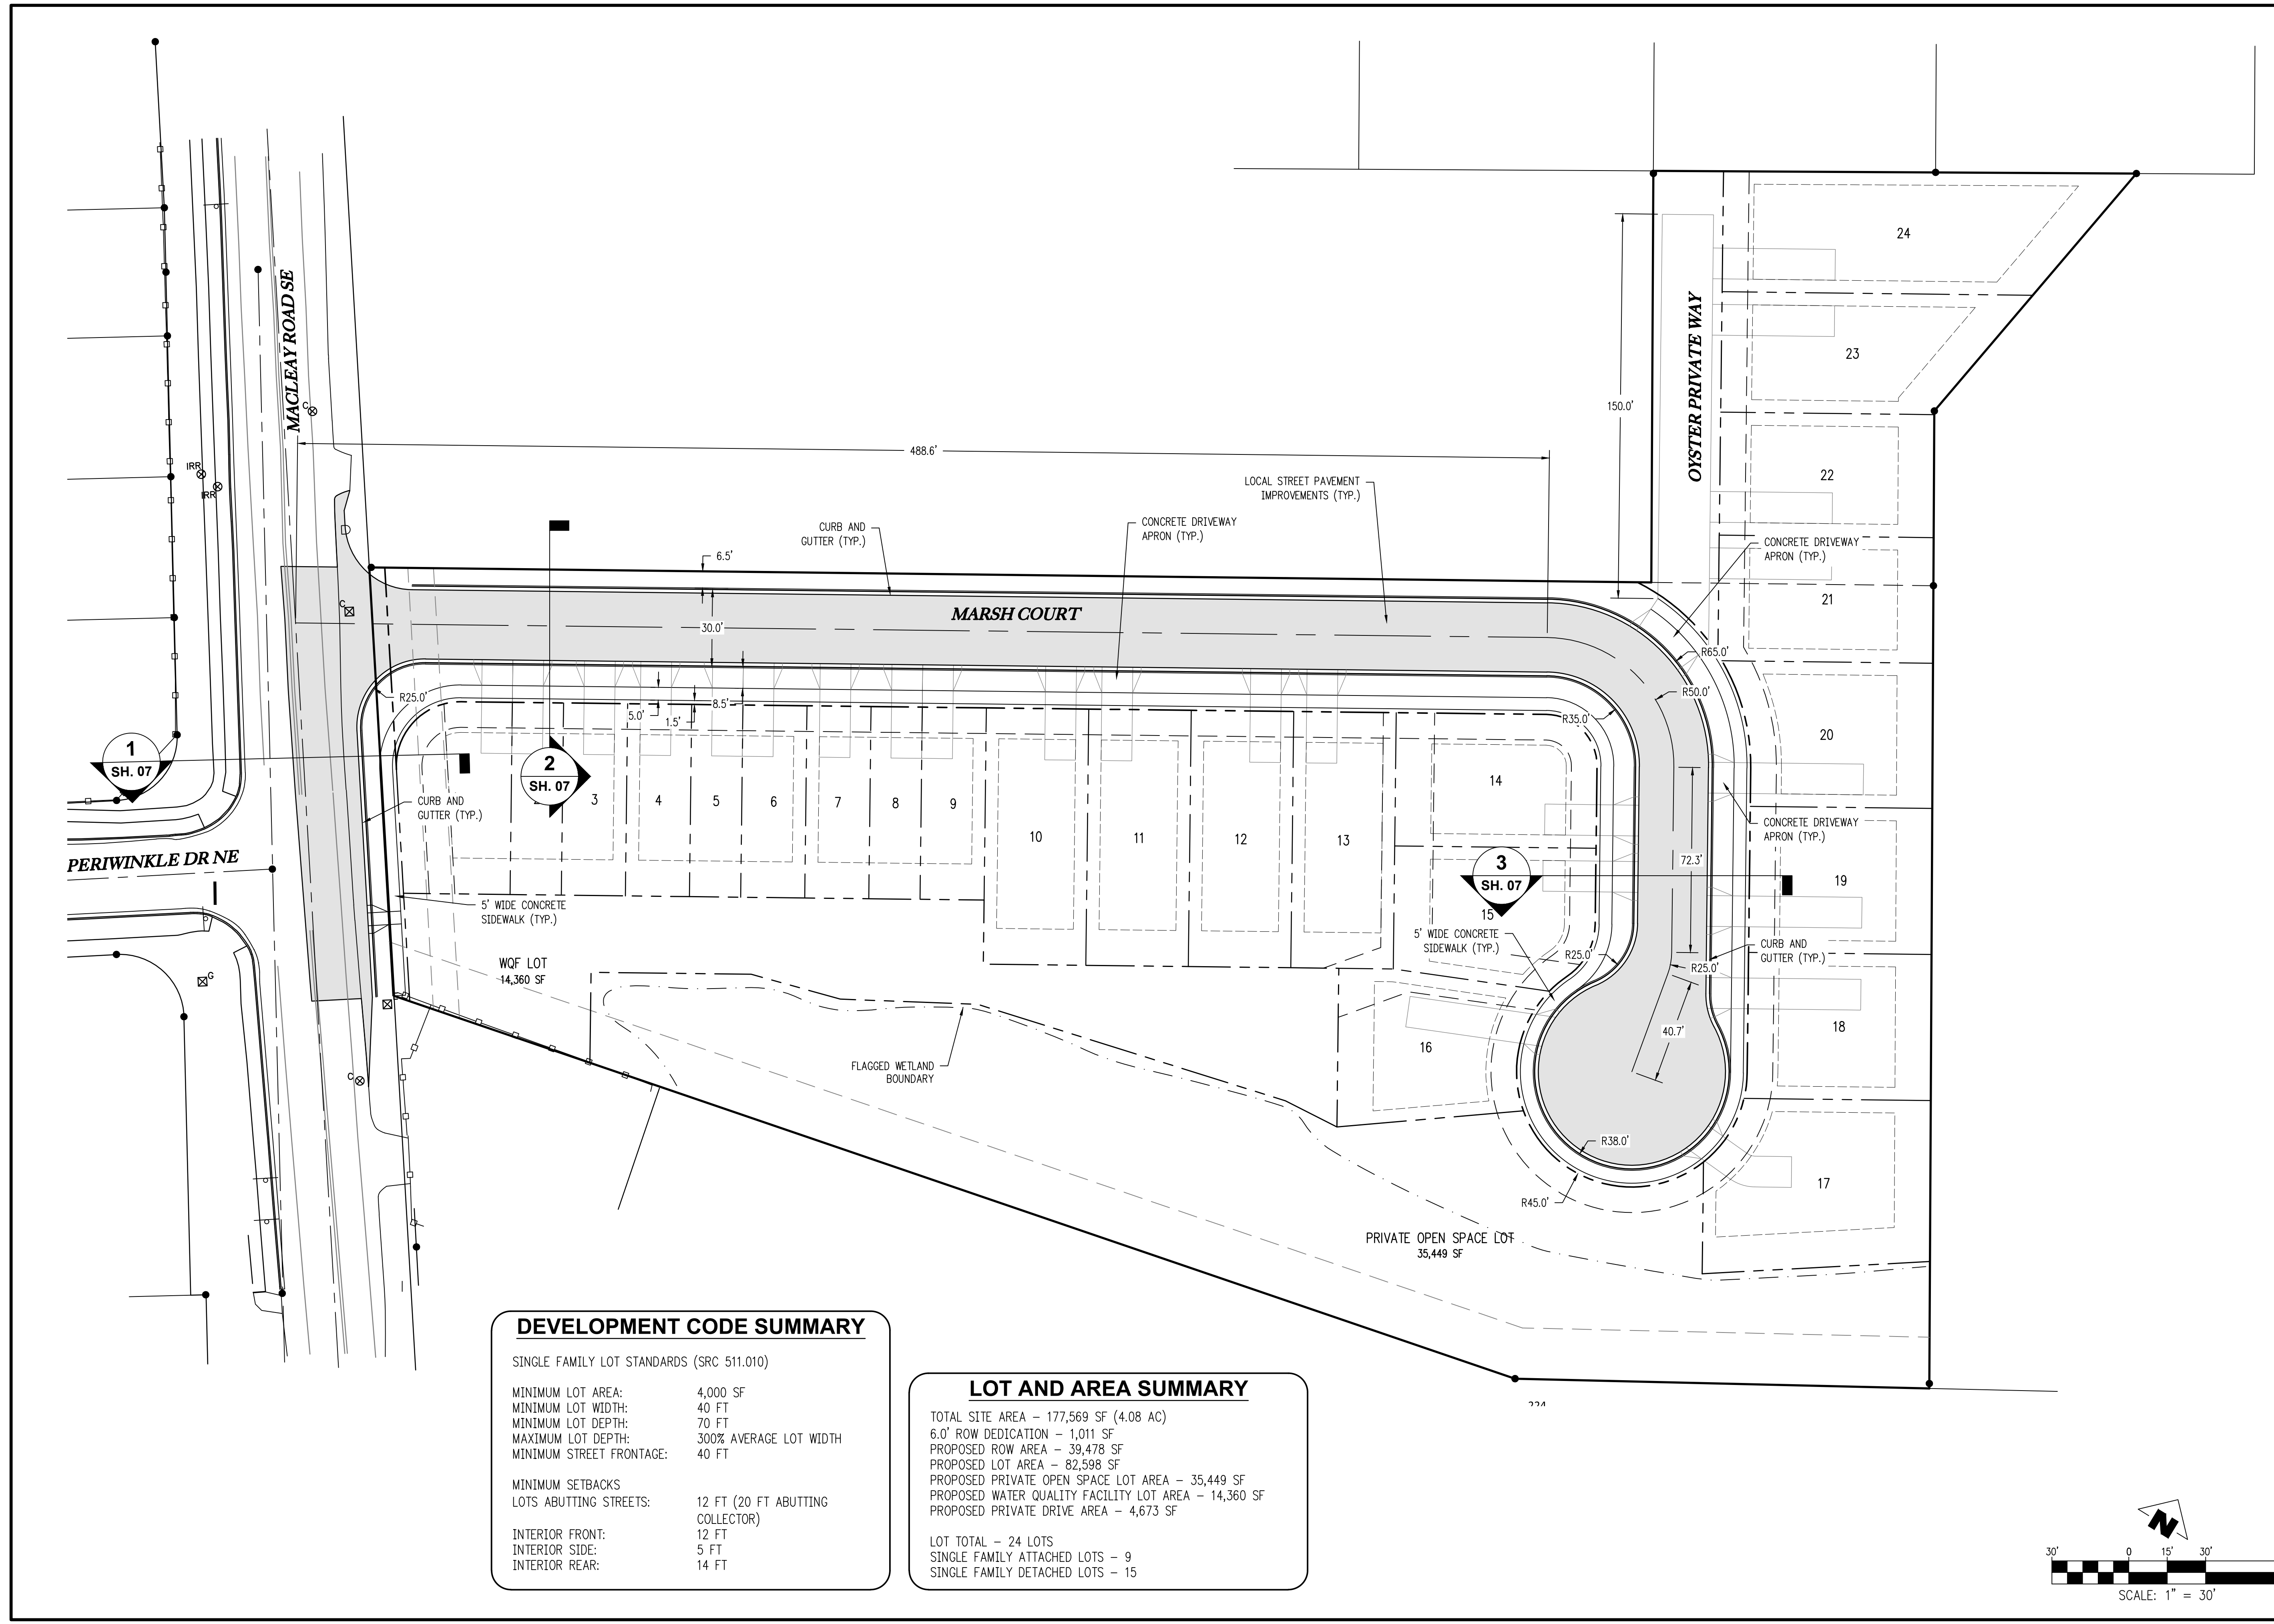 MACLEAY ROAD SE
OYSTER PRIVATE WAY
24
23
22
21
20
19
18
17
150.0'
488.6'
LOCAL STREET PAVEMENT
IMPROVEMENTS (TYP.)
CONCRETE DRIVEWAY
APRON (TYP.)
CURB AND
GUTTER (TYP.)
6.5'
C
IRR
IRR
C
MARSH COURT
30.0'
CONCRETE DRIVEWAY
APRON (TYP.)
R65.0'
R50.0'
R35.0'
R25.0'
5.0'
1.5'
8.5'
1
SH. 07
2
SH. 07
3
4
5
6
7
8
9
10
11
12
13
14
15
16
CURB AND
GUTTER (TYP.)
PERIWINKLE DR NE
3
SH. 07
72.3'
CONCRETE DRIVEWAY
APRON (TYP.)
5' WIDE CONCRETE
SIDEWALK (TYP.)
5' WIDE CONCRETE
SIDEWALK (TYP.)
R25.0'
R25.0'
CURB AND
GUTTER (TYP.)
WQF LOT
14,360 SF
G
C
FLAGGED WETLAND
BOUNDARY
40.7'
R38.0'
R45.0'
PRIVATE OPEN SPACE LOT
35,449 SF
DEVELOPMENT CODE SUMMARY
SINGLE FAMILY LOT STANDARDS (SRC 511.010)
MINIMUM LOT AREA: 4,000 SF
MINIMUM LOT WIDTH: 40 FT
MINIMUM LOT DEPTH: 70 FT
MAXIMUM LOT DEPTH: 300% AVERAGE LOT WIDTH
MINIMUM STREET FRONTAGE: 40 FT
MINIMUM SETBACKS
LOTS ABUTTING STREETS: 12 FT (20 FT ABUTTING
COLLECTOR)
INTERIOR FRONT: 12 FT
INTERIOR SIDE: 5 FT
INTERIOR REAR: 14 FT
LOT AND AREA SUMMARY
TOTAL SITE AREA – 177,569 SF (4.08 AC)
6.0' ROW DEDICATION – 1,011 SF
PROPOSED ROW AREA – 39,478 SF
PROPOSED LOT AREA – 82,598 SF
PROPOSED PRIVATE OPEN SPACE LOT AREA – 35,449 SF
PROPOSED WATER QUALITY FACILITY LOT AREA – 14,360 SF
PROPOSED PRIVATE DRIVE AREA – 4,673 SF
LOT TOTAL – 24 LOTS
SINGLE FAMILY ATTACHED LOTS – 9
SINGLE FAMILY DETACHED LOTS – 15
N
30' 0 15' 30'
SCALE: 1" = 30'